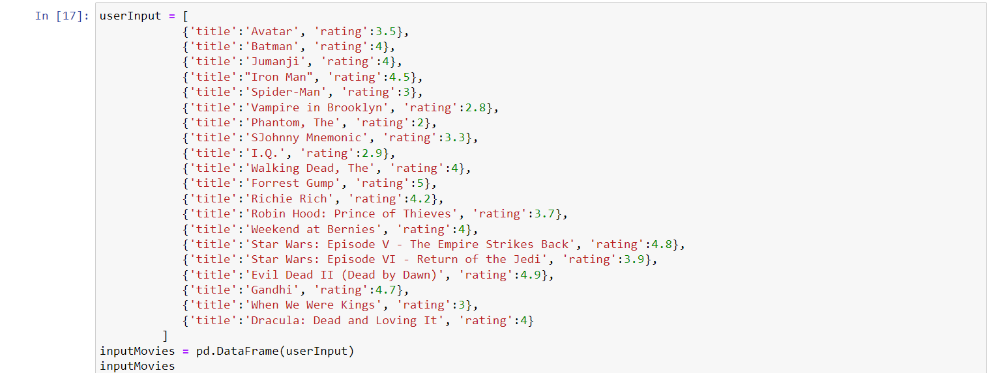 In [17]: userInput = [
{'title':'Avatar', 'rating':3.5},
{'title':'Batman', 'rating':4},
{'title':'Jumanji', 'rating':4},
{'title':"Iron Man", 'rating':4.5},
{'title':'Spider-Man', 'rating':3},
{'title':'Vampire in Brooklyn', 'rating':2.8},
{'title':'Phantom, The', 'rating':2},
{'title':'SJohnny Mnemonic', 'rating':3.3},
{'title':'I.Q.', 'rating':2.9},
{'title':'Walking Dead, The', 'rating':4},
{'title':'Forrest Gump', 'rating':5},
{'title':'Richie Rich', 'rating':4.2},
{'title':'Robin Hood: Prince of Thieves', 'rating':3.7},
{'title':'Weekend at Bernies', 'rating':4},
{'title':'Star Wars: Episode V - The Empire Strikes Back', 'rating':4.8},
{'title':'Star Wars: Episode VI - Return of the Jedi', 'rating':3.9},
{'title':'Evil Dead II (Dead by Dawn)', 'rating':4.9},
{'title':'Gandhi', 'rating':4.7},
{'title':'When We Were Kings', 'rating':3},
{'title':'Dracula: Dead and Loving It', 'rating':4}
]
inputMovies = pd.DataFrame(userInput)
inputMovies